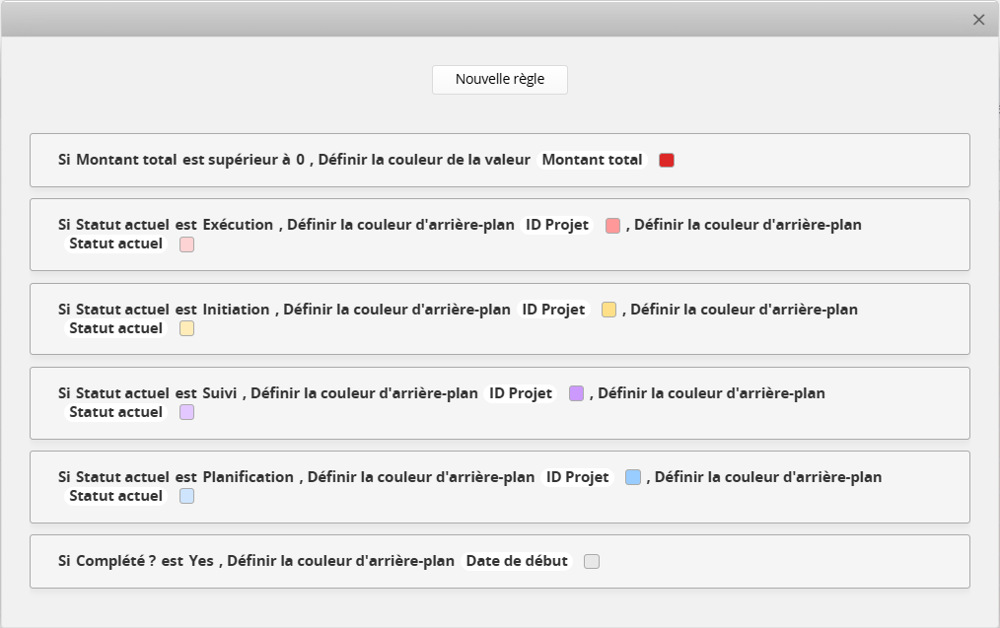 Nouvelle règle
Si Montant total est supérieur à 0 , Définir la couleur de la valeur Montant total
Si Statut actuel est Exécution , Définir la couleur d'arrière-plan ID Projet , Définir la couleur d'arrière-plan
Statut actuel
Si Statut actuel est Initiation , Définir la couleur d'arrière-plan ID Projet , Définir la couleur d'arrière-plan
Statut actuel
Si Statut actuel est Suivi , Définir la couleur d'arrière-plan ID Projet , Définir la couleur d'arrière-plan
Statut actuel
Si Statut actuel est Planification , Définir la couleur d'arrière-plan ID Projet , Définir la couleur d'arrière-plan
Statut actuel
Si Complété ? est Yes , Définir la couleur d'arrière-plan Date de début